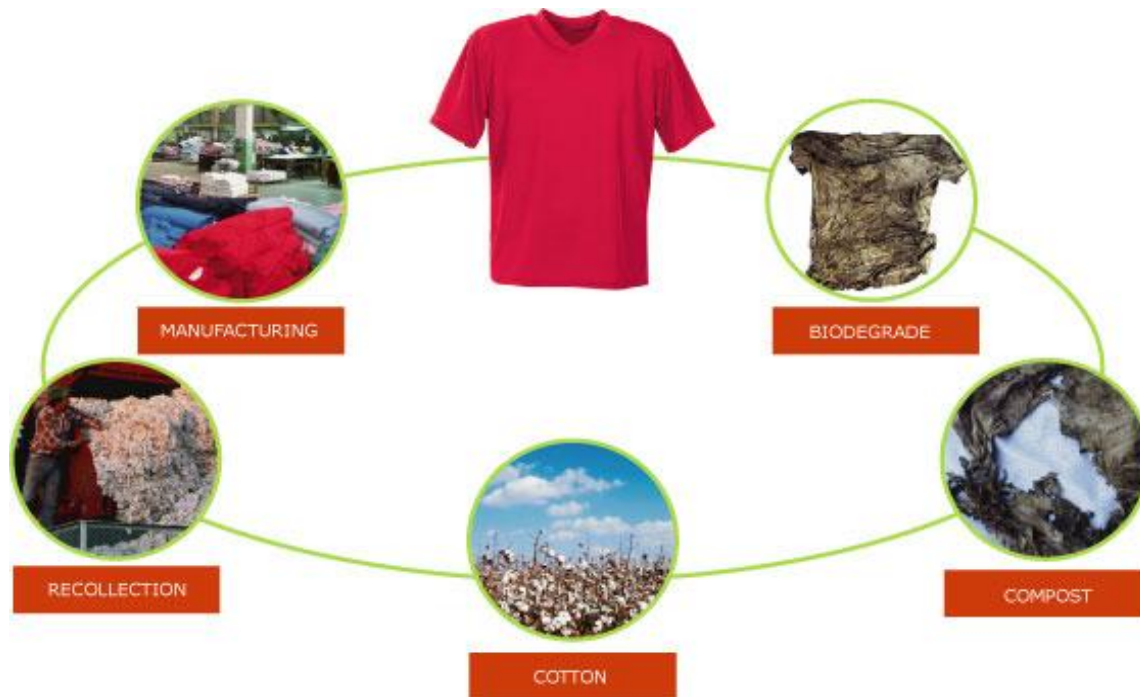 MANUFACTURING
BIODEGRADE
RECOLLECTION
COMPOST
COTTON